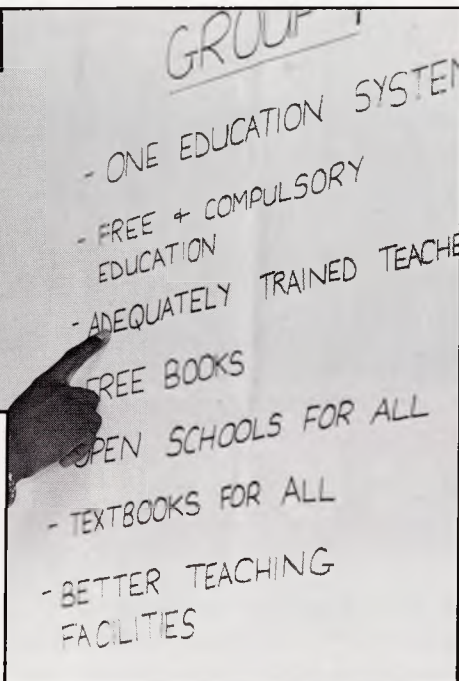 GROUP
- ONE EDUCATION SYSTEM
- FREE + COMPULSORY
EDUCATION
- ADEQUATELY TRAINED TEACHE
FREE BOOKS
OPEN SCHOOLS FOR ALL
- TEXTBOOKS FOR ALL
- BETTER TEACHING
FACILITIES